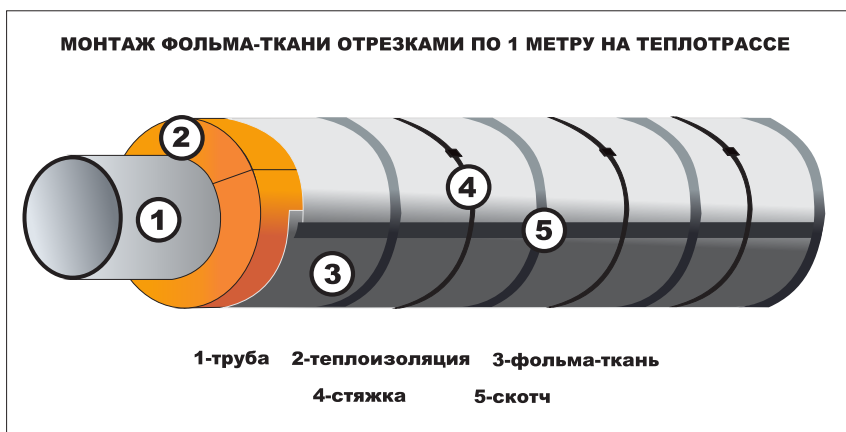 МОНТАЖ ФОЛЬМА-ТКАНИ ОТРЕЗКАМИ ПО 1 МЕТРУ НА ТЕПЛОТРАССЕ
2
1
4
5
3
1-труба 2-теплоизоляция 3-фольма-ткань
4-стяжка 5-скотч